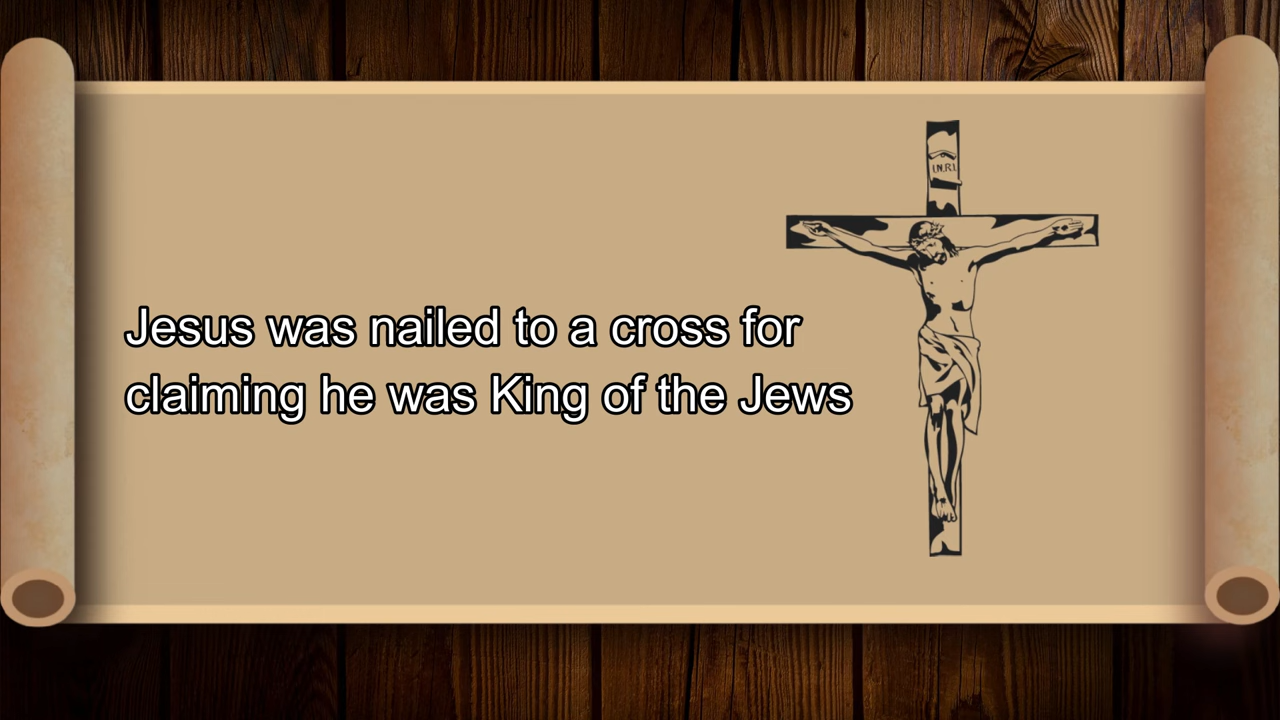 I.N.R.I.
Jesus was nailed to a cross for
claiming he was King of the Jews